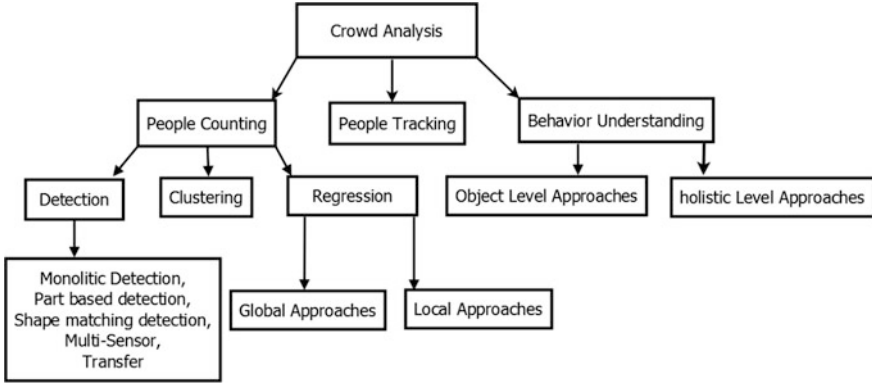 Crowd Analysis
People Counting
People Tracking
Behavior Understanding
Detection
Clustering
Regression
Object Level Approaches
holistic Level Approaches
Monolitic Detection,
Part based detection,
Shape matching detection,
Multi-Sensor,
Transfer
Global Approaches
Local Approaches